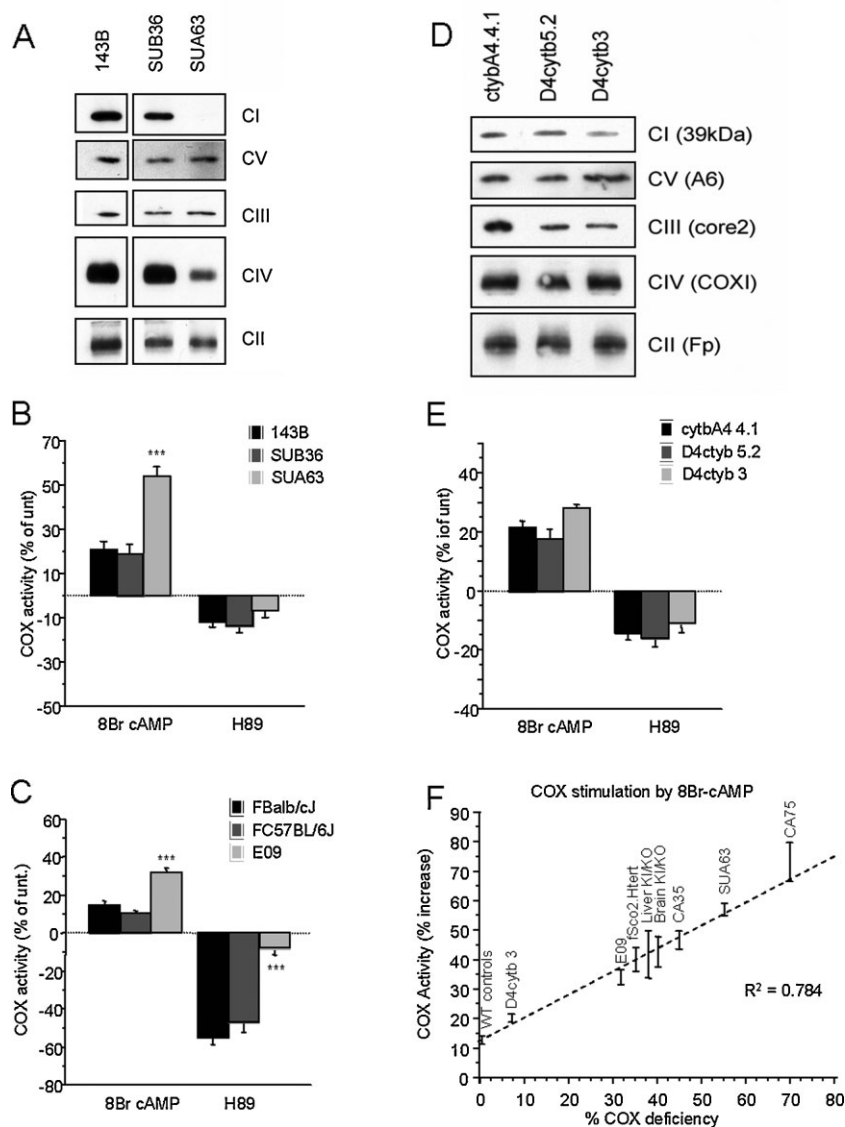 A
143B
SUB36
SUA63
CI
CV
CIII
CIV
CII
D
ctybA4.4.1
D4cytb5.2
D4cytb3
CI (39kDa)
CV (A6)
CIII (core2)
CIV (COXI)
CII (Fp)
B
143B
SUB36
SUA63
COX activity (% of unt)
70
50
30
10
-10
-30
-50
***
8Br cAMP
H89
E
cytbA4 4.1
D4ctyb 5.2
D4ctyb 3
COX activity (% iof unt)
40
20
0
-20
-40
8Br cAMP
H89
C
FBalb/cJ
FC57BL/6J
E09
COX activity (% of unt.)
60
40
20
0
-20
-40
-60
-80
***
***
8Br cAMP
H89
F
COX stimulation by 8Br-cAMP
COX Activity (% increase)
90
80
70
60
50
40
30
20
10
0
WT controls
D4cytb 3
E09
fSco2.Htert
Liver KI/KO
Brain KI/KO
CA35
SUA63
CA75
R² = 0.784
0 10 20 30 40 50 60 70 80
% COX deficiency